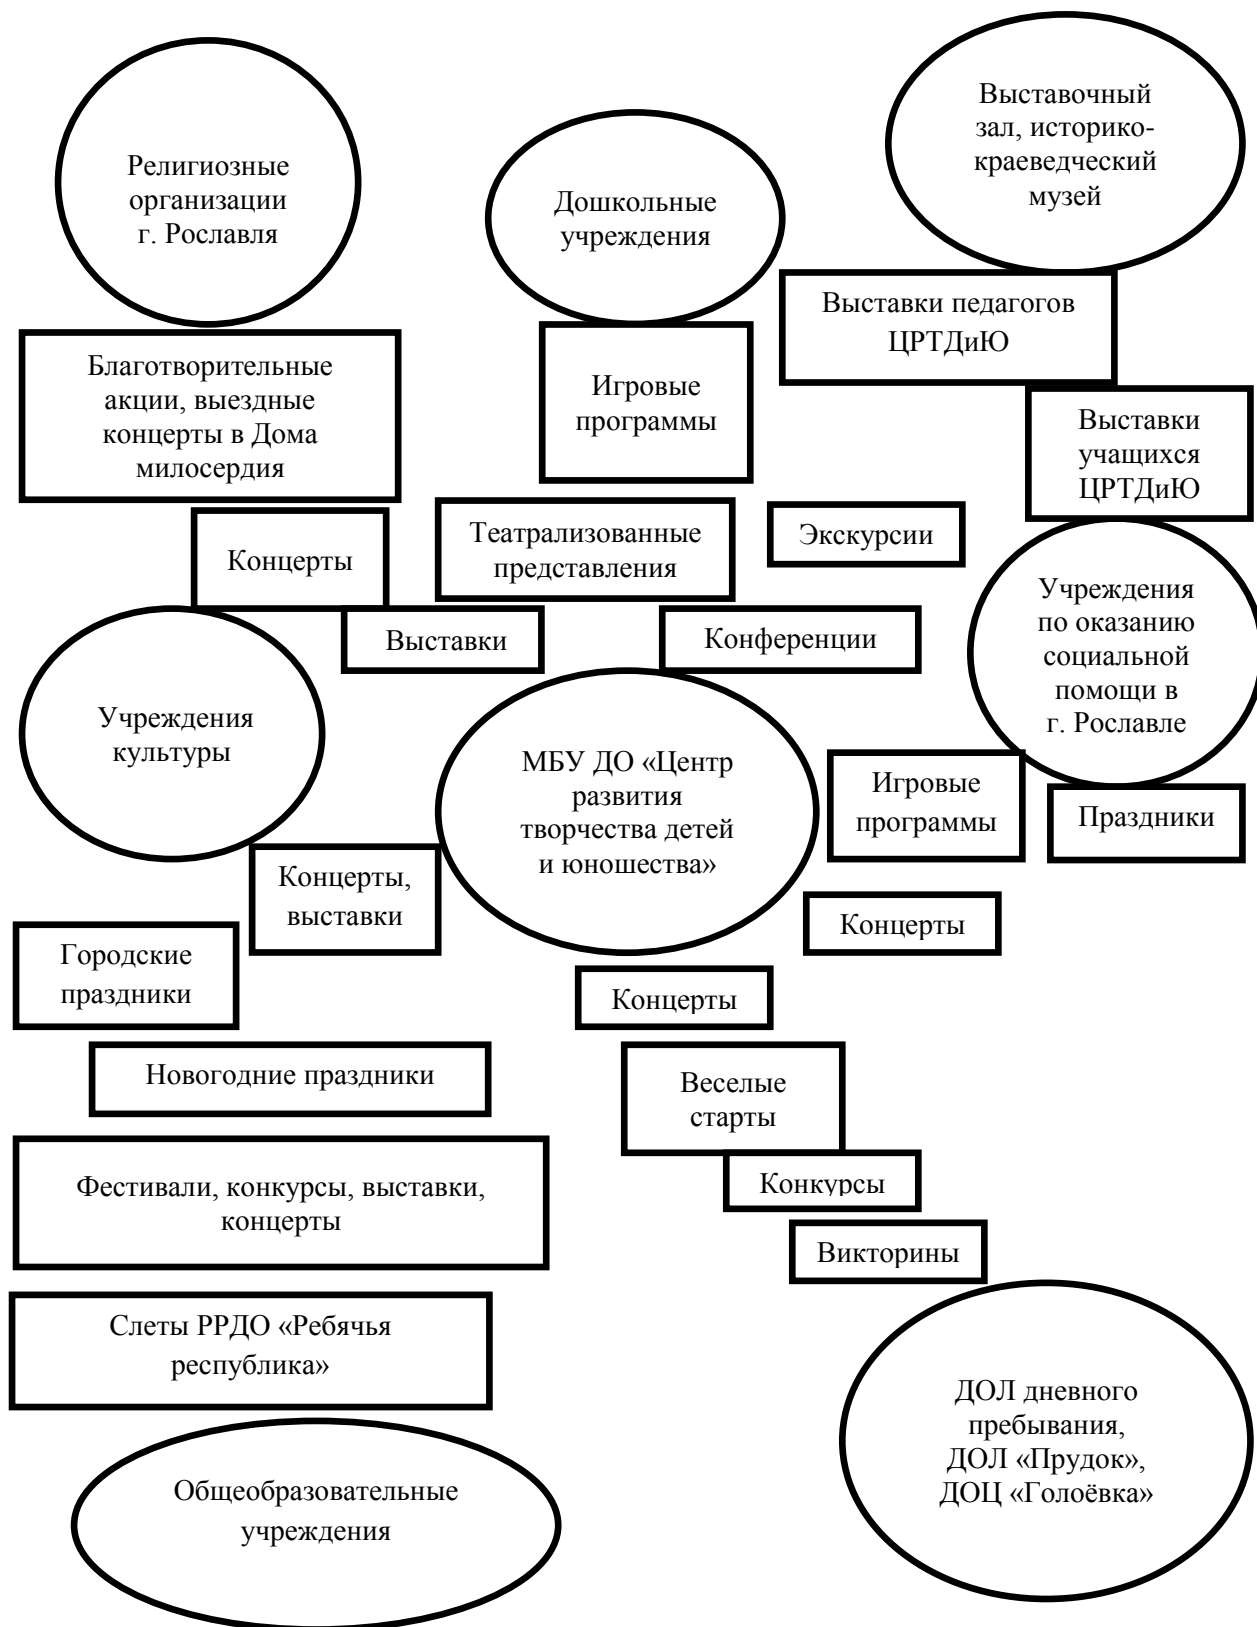 Религиозные
организации
г. Рославля
Дошкольные
учреждения
Выставочный
зал, историко-
краеведческий
музей
Благотворительные
акции, выездные
концерты в Дома
милосердия
Игровые
программы
Выставки педагогов
ЦРТДиЮ
Выставки
учащихся
ЦРТДиЮ
Концерты
Театрализованные
представления
Экскурсии
Выставки
Конференции
Учреждения
по оказанию
социальной
помощи в
г. Рославле
Учреждения
культуры
МБУ ДО «Центр
развития
творчества детей
и юношества»
Игровые
программы
Праздники
Концерты,
выставки
Концерты
Городские
праздники
Концерты
Новогодние праздники
Веселые
старты
Фестивали, конкурсы, выставки,
концерты
Конкурсы
Викторины
Слеты РРДО «Ребячья
республика»
ДОЛ дневного
пребывания,
ДОЛ «Прудок»,
ДОЦ «Голоёвка»
Общеобразовательные
учреждения